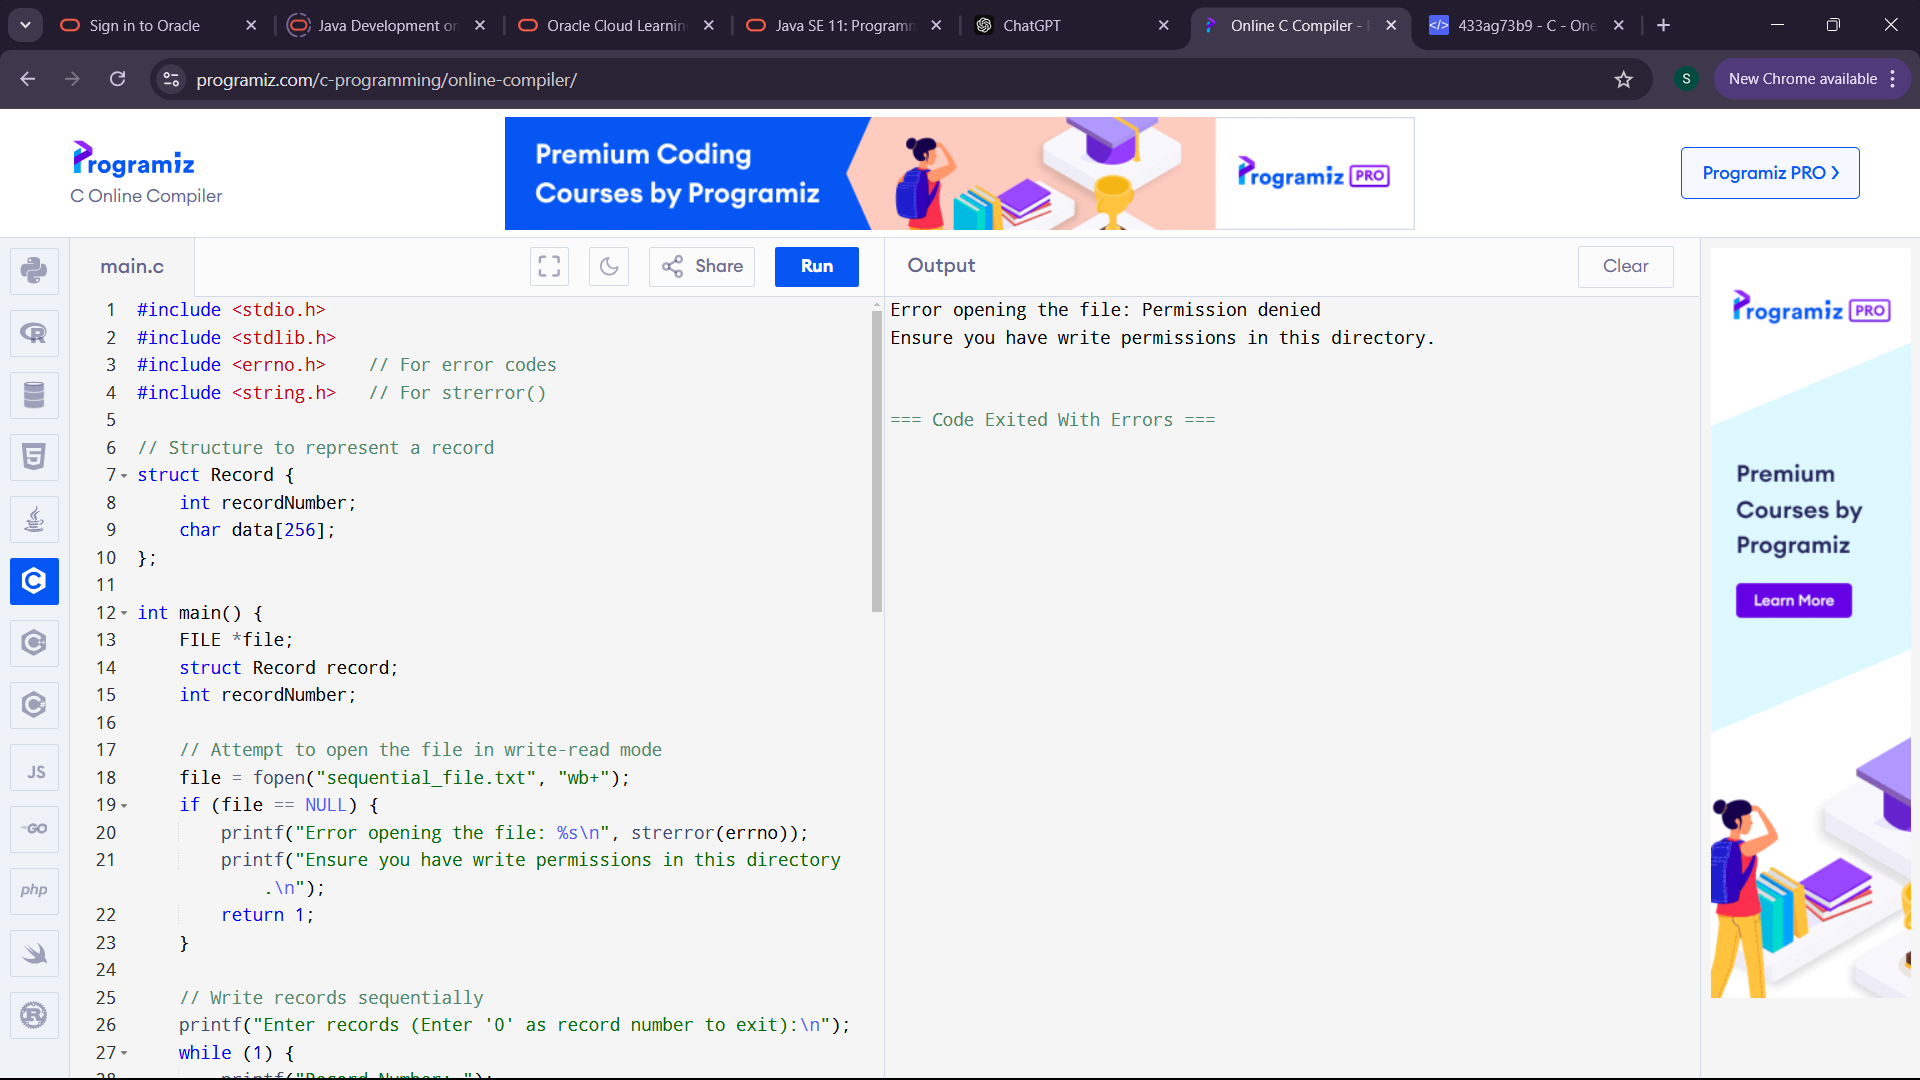 Sign in to Oracle
Java Development on
Oracle Cloud Learnin
Java SE 11: Programm
ChatGPT
Online C Compiler -
433ag73b9 - C - One
programiz.com/c-programming/online-compiler/
S
New Chrome available
Programiz
C Online Compiler
Premium Coding
Courses by Programiz
Programiz PRO
Programiz PRO
main.c
Share
Run
Output
Clear
1 #include <stdio.h>
2 #include <stdlib.h>
3 #include <errno.h>    // For error codes
4 #include <string.h>   // For strerror()
5
6 // Structure to represent a record
7 struct Record {
8     int recordNumber;
9     char data[256];
10 };
11
12 int main() {
13     FILE *file;
14     struct Record record;
15     int recordNumber;
16
17     // Attempt to open the file in write-read mode
18     file = fopen("sequential_file.txt", "wb+");
19     if (file == NULL) {
20         printf("Error opening the file: %s\n", strerror(errno));
21         printf("Ensure you have write permissions in this directory
.\n");
22         return 1;
23     }
24
25     // Write records sequentially
26     printf("Enter records (Enter '0' as record number to exit):\n");
27     while (1) {
28         printf("Record Number: ");
Error opening the file: Permission denied
Ensure you have write permissions in this directory.
=== Code Exited With Errors ===
JS
GO
php
Programiz PRO
Premium
Courses by
Programiz
Learn More